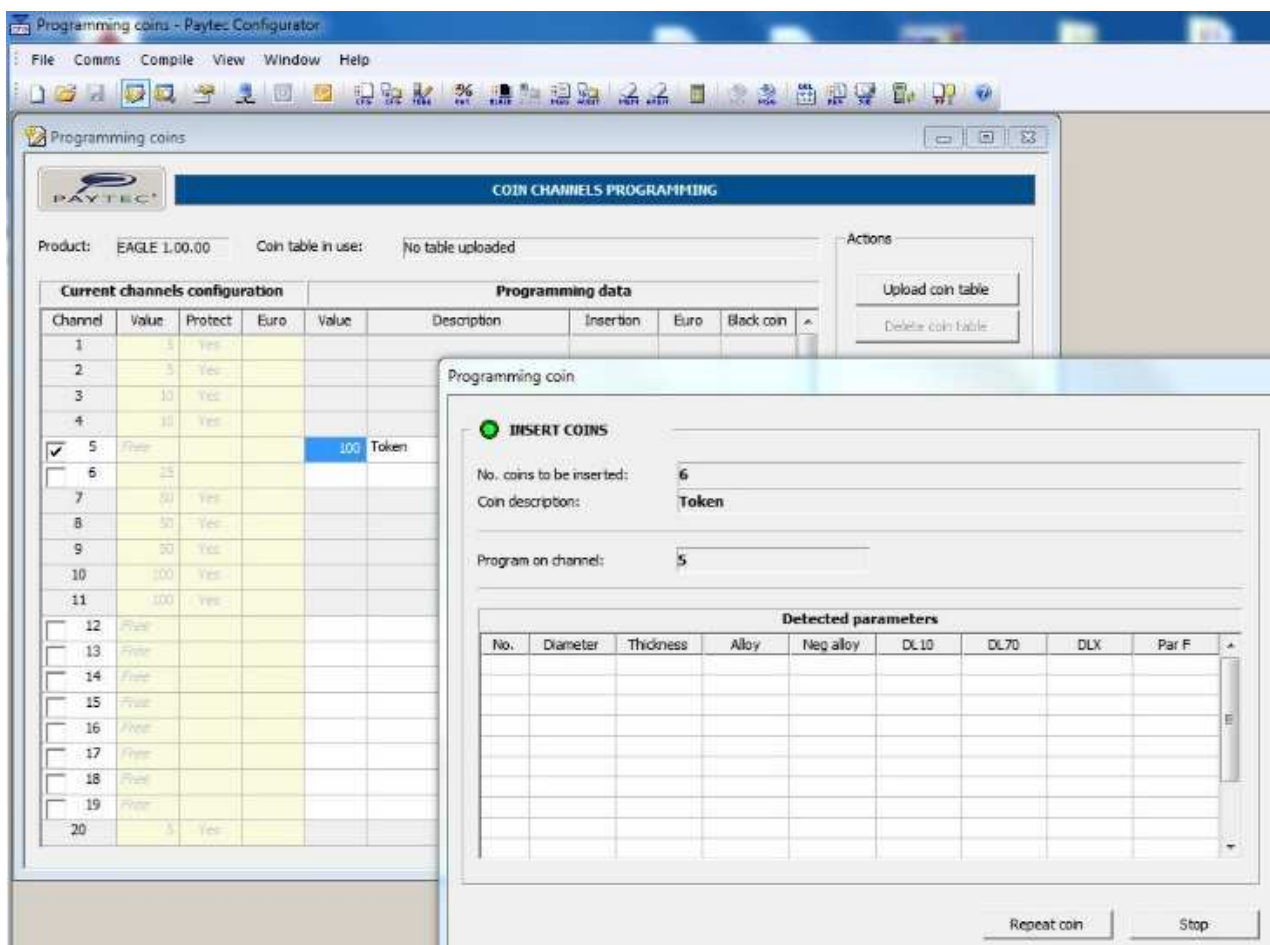 Programming coins - Paytec Configurator
File Comms Compile View Window Help
Programming coins
PAYTEC
COIN CHANNELS PROGRAMMING
Product: EAGLE 1.00.00 Coin table in use: No table uploaded
Actions
Upload coin table
Delete coin table
Current channels configuration Programming data
Channel Value Protect Euro Value Description Insertion Euro Black coin
1 5 Yes
2 5 Yes
3 10 Yes
4 10 Yes
5 Free 100 Token
6 25
7 50 Yes
8 50 Yes
9 50 Yes
10 100 Yes
11 100 Yes
12 Free
13 Free
14 Free
15 Free
16 Free
17 Free
18 Free
19 Free
20 5 Yes
Programming coin
INSERT COINS
No. coins to be inserted: 6
Coin description: Token
Program on channel: 5
Detected parameters
No. Diameter Thickness Alloy Neg alloy DL10 DL70 DLX Par F
Repeat coin Stop